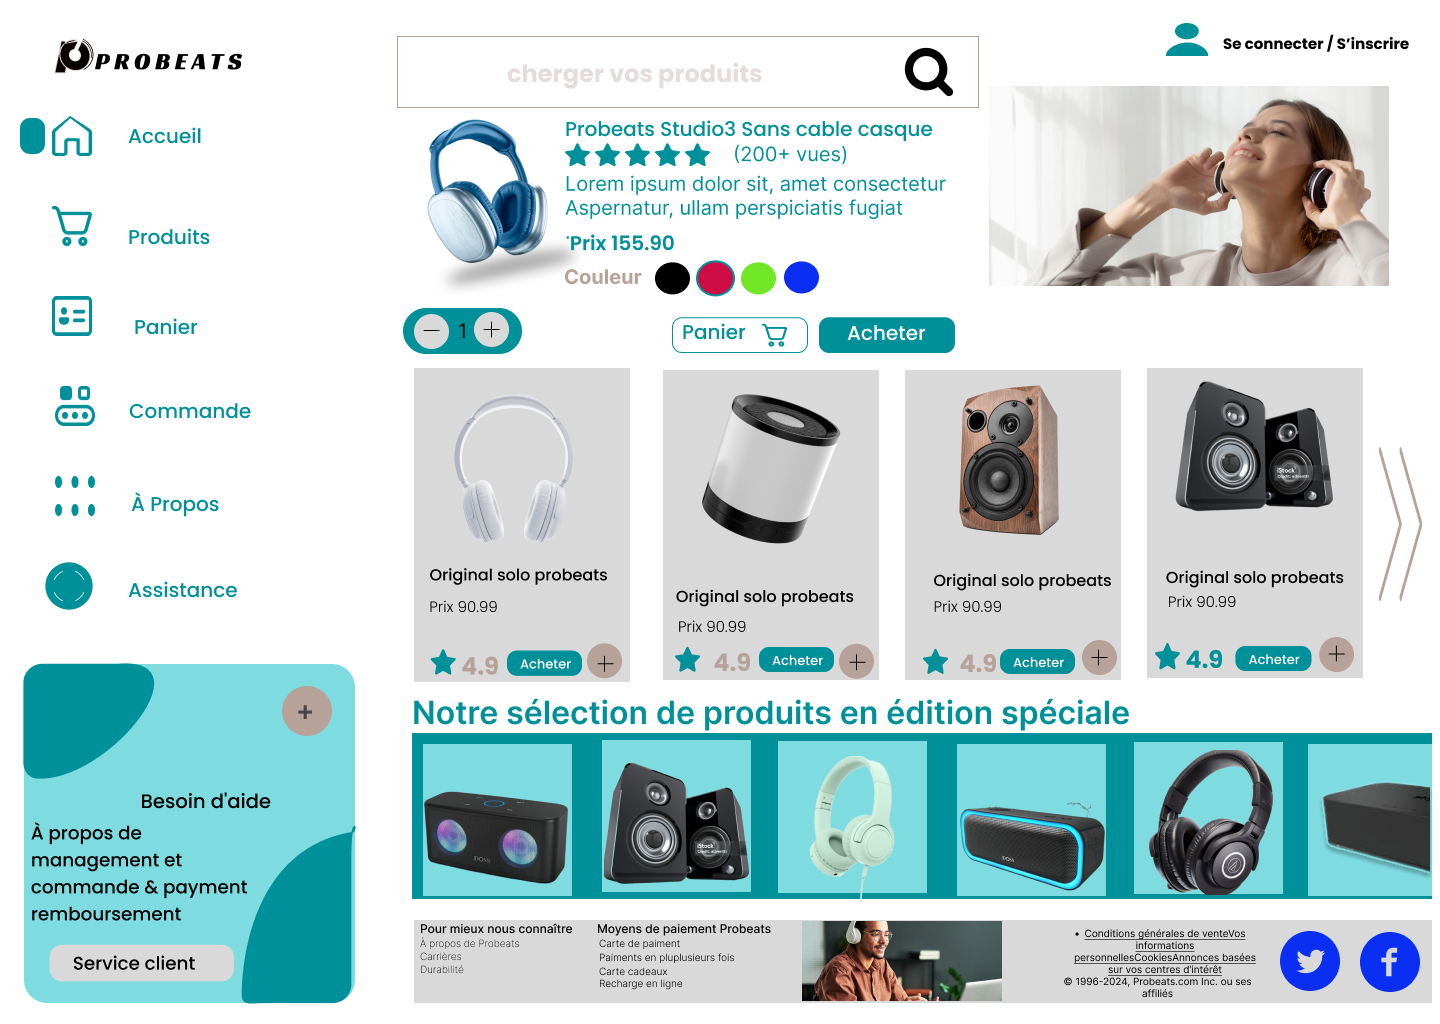 PROBEATS
Accueil
Produits
Panier
Commande
À Propos
Assistance
Besoin d'aide
À propos de
management et
commande & payment
remboursement
Service client
cherger vos produits
Se connecter / S'inscrire
Probeats Studio3 Sans cable casque
(200+ vues)
Lorem ipsum dolor sit, amet consectetur
Aspernatur, ullam perspiciatis fugiat
Prix 155.90
Couleur
1
Panier
Acheter
Original solo probeats
Prix 90.99
4.9 Acheter
Original solo probeats
Prix 90.99
4.9 Acheter
Original solo probeats
Prix 90.99
4.9 Acheter
iStock
Original solo probeats
Prix 90.99
4.9 Acheter
Notre sélection de produits en édition spéciale
DOSS
iStock
DOSS
Pour mieux nous connaître
À propos de Probeats
Carrières
Durabilité
Moyens de paiement Probeats
Carte de paiment
Paiments en pluplusieurs fois
Carte cadeaux
Recharge en ligne
• Conditions générales de venteVos
informations
personnellesCookiesAnnonces basées
sur vos centres d'intérêt
© 1996-2024, Probeats.com Inc. ou ses
affiliés